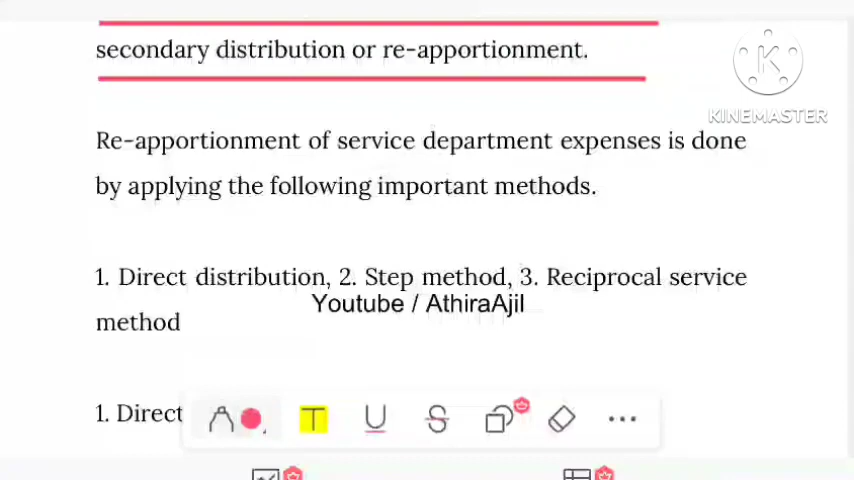 secondary distribution or re-apportionment.
KINEMASTER
Re-apportionment of service department expenses is done
by applying the following important methods.
1. Direct distribution, 2. Step method, 3. Reciprocal service
Youtube / AthiraAjil
method
1. Direct
T
U
S